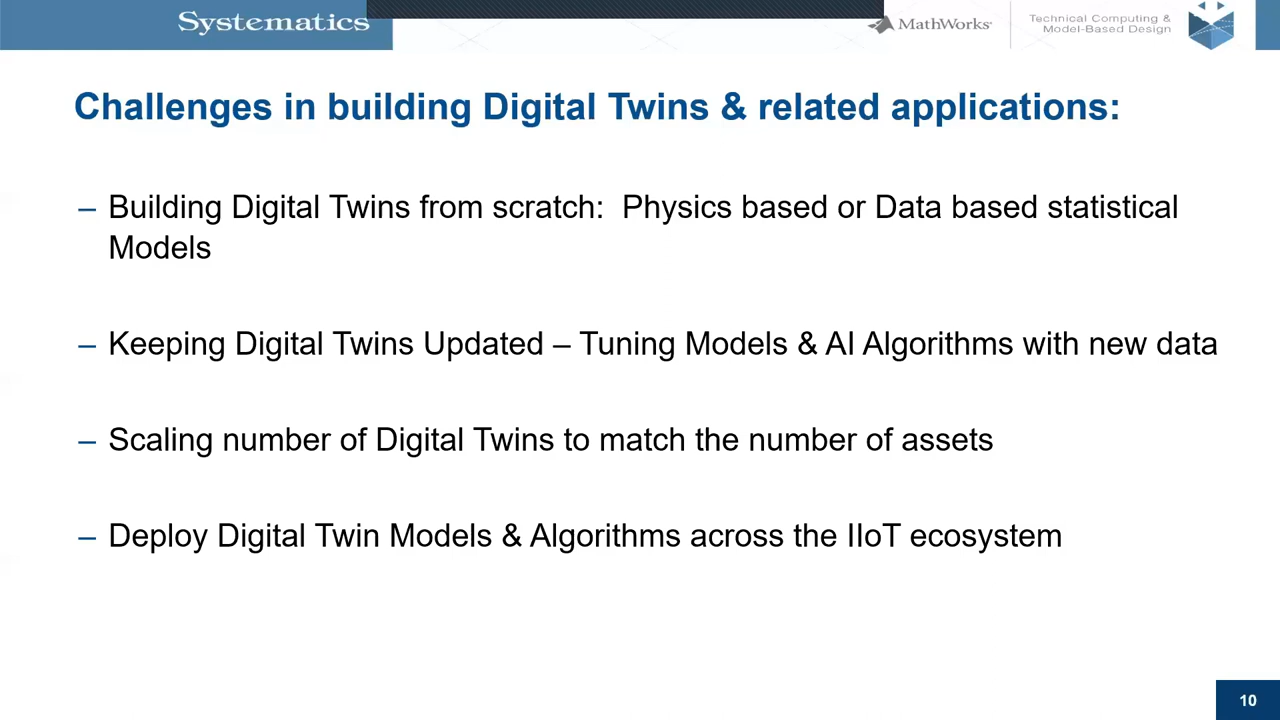 Systematics
MathWorks
Technical Computing &
Model-Based Design
Challenges in building Digital Twins & related applications:
– Building Digital Twins from scratch:  Physics based or Data based statistical
Models
– Keeping Digital Twins Updated – Tuning Models & AI Algorithms with new data
– Scaling number of Digital Twins to match the number of assets
– Deploy Digital Twin Models & Algorithms across the IIoT ecosystem
10